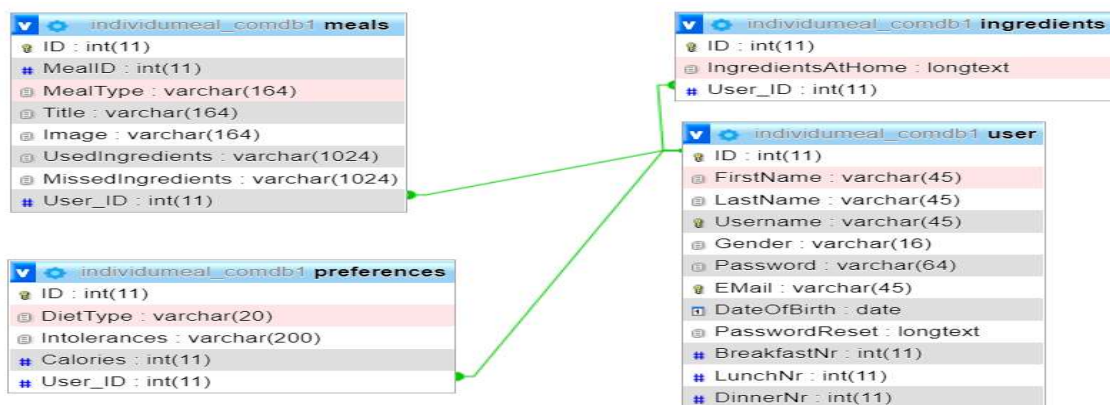 individumeal_comdb1 meals
ID : int(11)
MealID : int(11)
MealType : varchar(164)
Title : varchar(164)
Image : varchar(164)
UsedIngredients : varchar(1024)
MissedIngredients : varchar(1024)
User_ID : int(11)
individumeal_comdb1 preferences
ID : int(11)
DietType : varchar(20)
Intolerances : varchar(200)
Calories : int(11)
User_ID : int(11)
individumeal_comdb1 ingredients
ID : int(11)
IngredientsAtHome : longtext
User_ID : int(11)
individumeal_comdb1 user
ID : int(11)
FirstName : varchar(45)
LastName : varchar(45)
Username : varchar(45)
Gender : varchar(16)
Password : varchar(64)
EMail : varchar(45)
DateOfBirth : date
PasswordReset : longtext
BreakfastNr : int(11)
LunchNr : int(11)
DinnerNr : int(11)